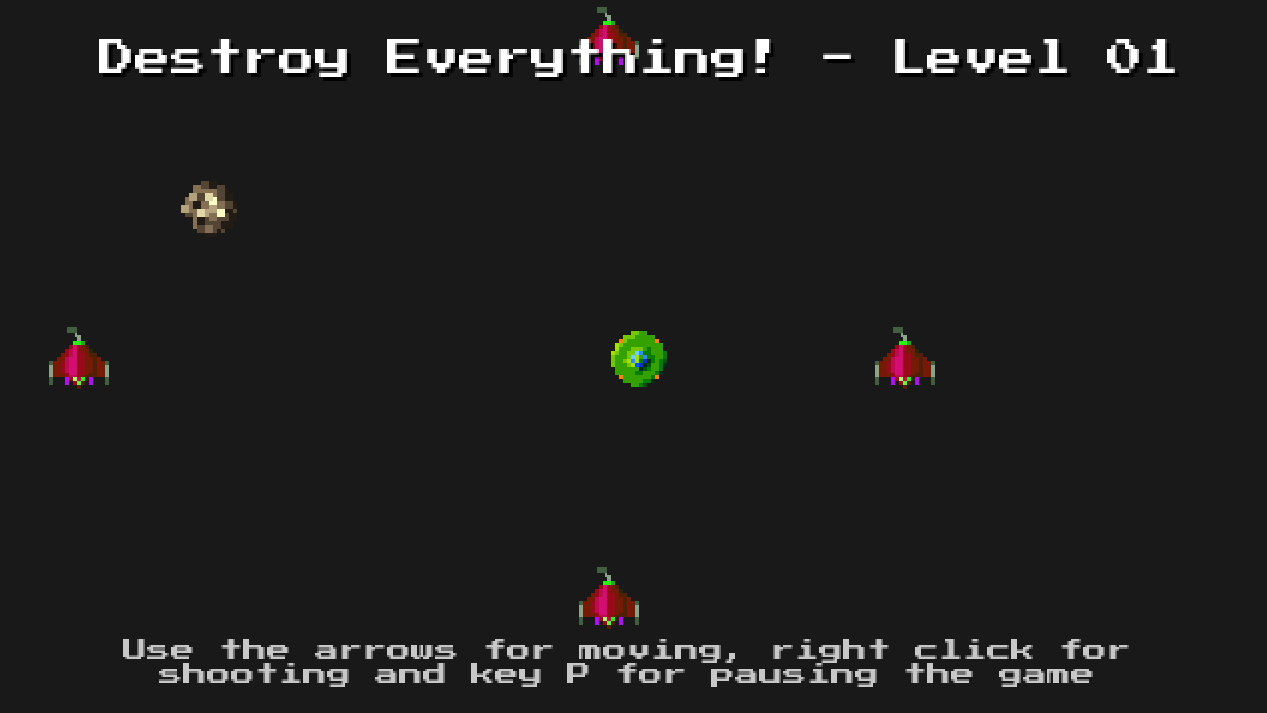 Destroy Everything! - Level 01
Use the arrows for moving, right click for
shooting and key P for pausing the game